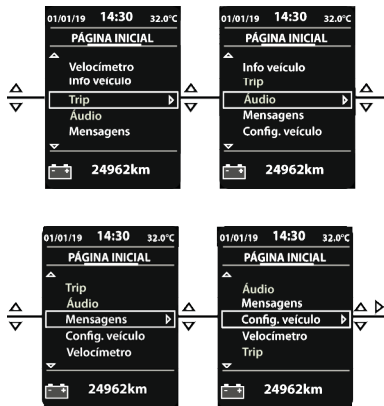 01/01/19 14:30 32.0°C
PÁGINA INICIAL
Velocímetro
Info veículo
Trip
Áudio
Mensagens
24962km
01/01/19 14:30 32.0°C
PÁGINA INICIAL
Info veículo
Trip
Áudio
Mensagens
Config. veículo
24962km
01/01/19 14:30 32.0°C
PÁGINA INICIAL
Trip
Áudio
Mensagens
Config. veículo
Velocímetro
24962km
01/01/19 14:30 32.0°C
PÁGINA INICIAL
Áudio
Mensagens
Config. veículo
Velocímetro
Trip
24962km